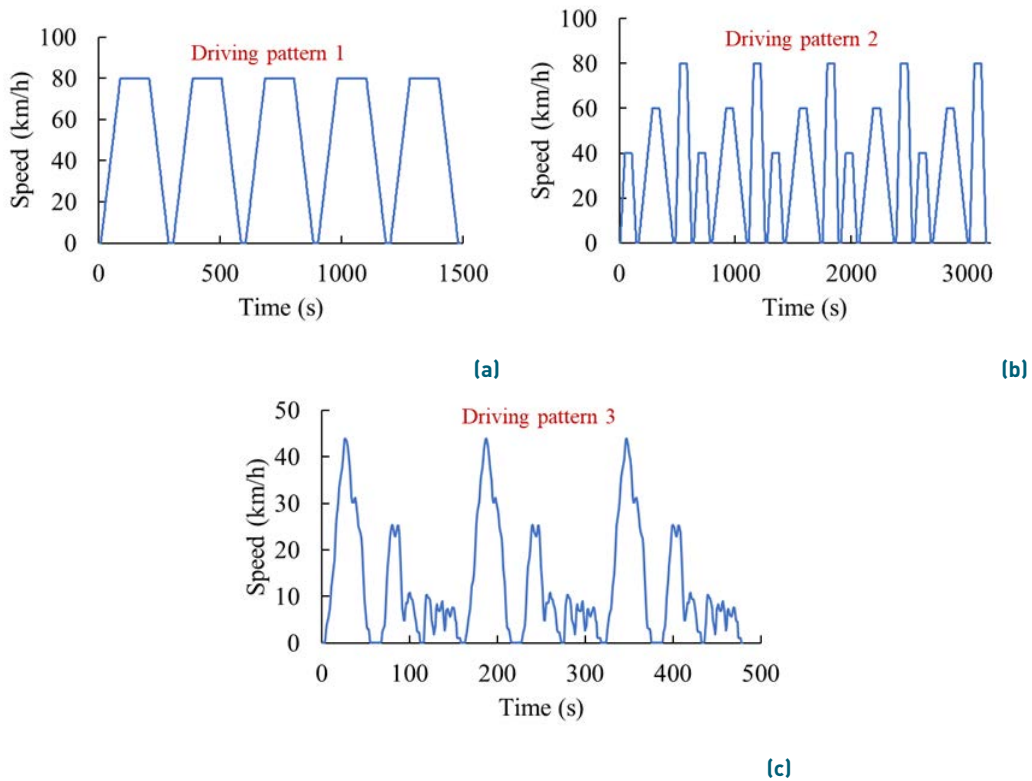 Driving pattern 1
100
80
60
40
20
0
Speed (km/h)
0 500 1000 1500
Time (s)
(a)
Driving pattern 2
100
80
60
40
20
0
Speed (km/h)
0 1000 2000 3000
Time (s)
(b)
Driving pattern 3
50
40
30
20
10
0
Speed (km/h)
0 100 200 300 400 500
Time (s)
(c)